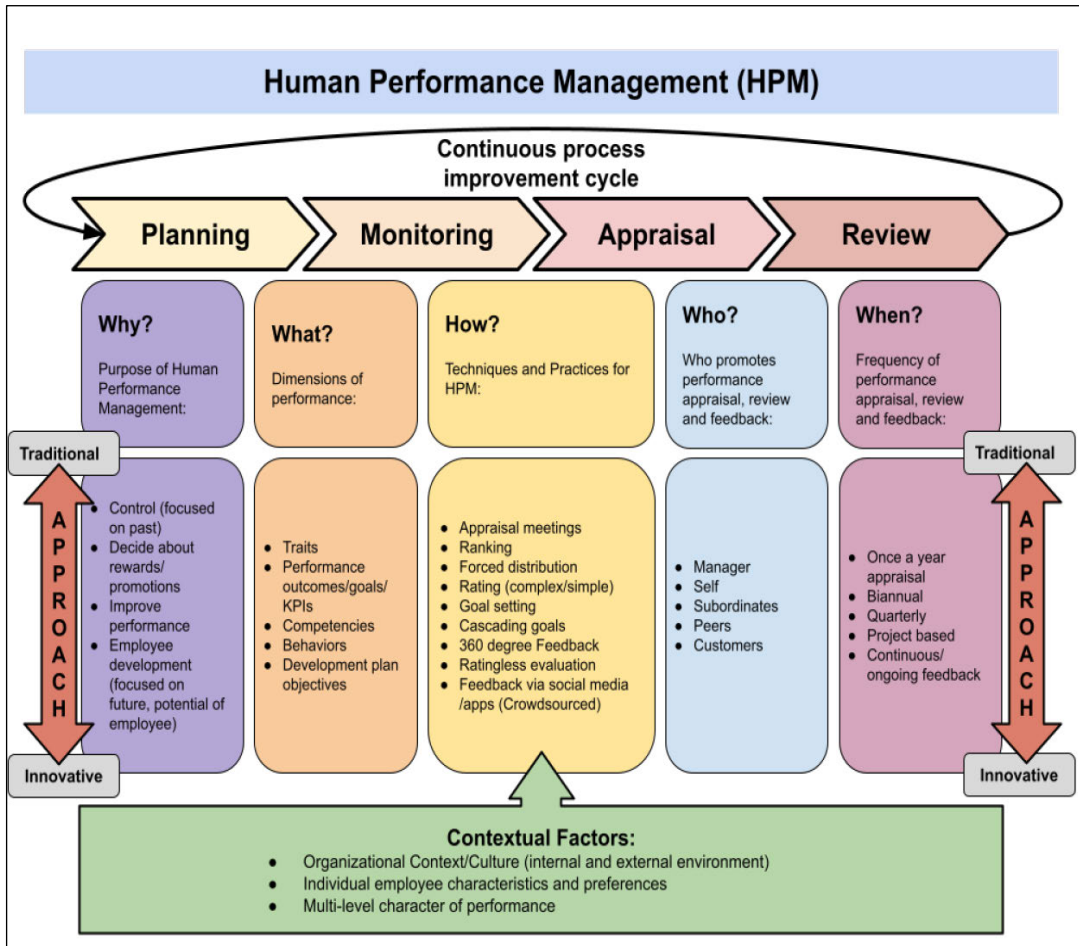 Human Performance Management (HPM)
Continuous process
improvement cycle
Planning
Monitoring
Appraisal
Review
Why?
Purpose of Human
Performance
Management:
What?
Dimensions of
performance:
How?
Techniques and Practices for
HPM:
Who?
Who promotes
performance
appraisal, review
and feedback:
When?
Frequency of
performance
appraisal, review
and feedback:
Traditional
APPROACH
Innovative
● Control (focused
on past)
● Decide about
rewards/
promotions
● Improve
performance
● Employee
development
(focused on
future, potential of
employee)
● Traits
● Performance
outcomes/goals/
KPIs
● Competencies
● Behaviors
● Development plan
objectives
● Appraisal meetings
● Ranking
● Forced distribution
● Rating (complex/simple)
● Goal setting
● Cascading goals
● 360 degree Feedback
● Ratingless evaluation
● Feedback via social media
/apps (Crowdsourced)
● Manager
● Self
● Subordinates
● Peers
● Customers
● Once a year
appraisal
● Biannual
● Quarterly
● Project based
● Continuous/
ongoing feedback
Traditional
APPROACH
Innovative
Contextual Factors:
● Organizational Context/Culture (internal and external environment)
● Individual employee characteristics and preferences
● Multi-level character of performance